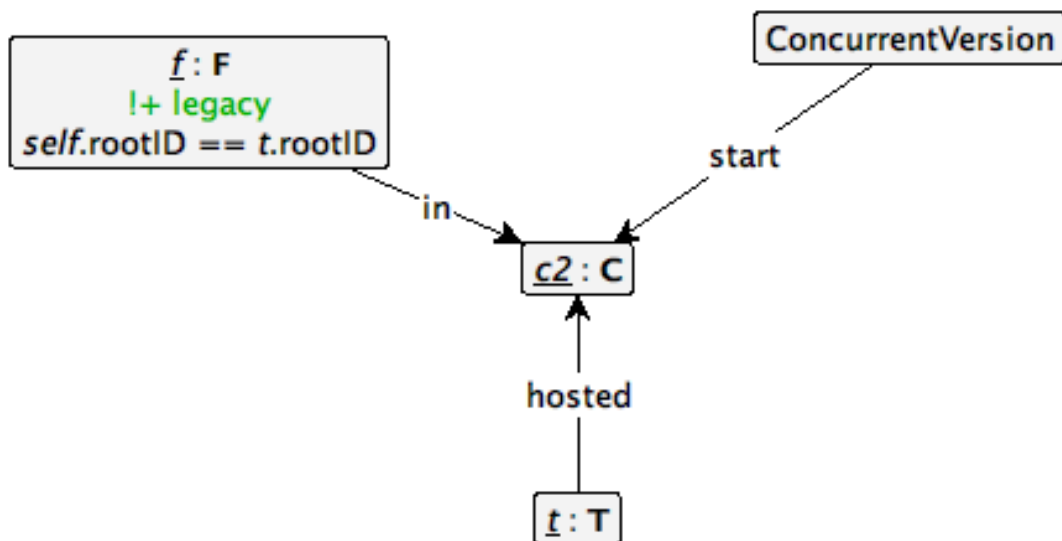 f : F
!+ legacy
self.rootID == t.rootID
ConcurrentVersion
in
start
c2 : C
hosted
t : T